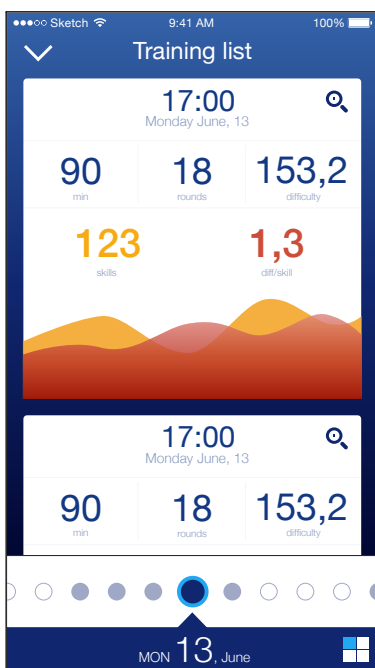 Sketch 9:41 AM 100%
Training list
17:00
Monday June, 13
90 18 153,2
min rounds difficulty
123 1,3
skills diff/skill
17:00
Monday June, 13
90 18 153,2
min rounds difficulty
MON 13, June